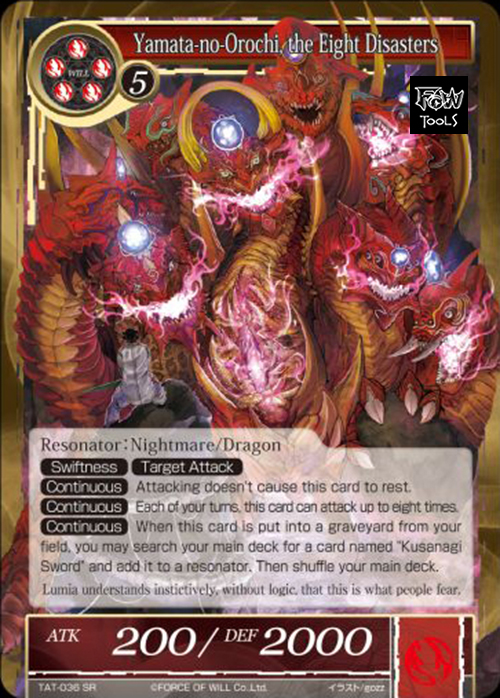 Yamata-no-Orochi, the Eight Disasters
WILL
5
FOW
TOOLS
Resonator：Nightmare/Dragon
Swiftness Target Attack
Continuous Attacking doesn't cause this card to rest.
Continuous Each of your turns, this card can attack up to eight times.
Continuous When this card is put into a graveyard from your
field, you may search your main deck for a card named "Kusanagi
Sword" and add it to a resonator. Then shuffle your main deck.
Lumia understands instictively, without logic, that this is what people fear.
ATK 200 / DEF 2000
TAT-036 SR ©FORCE OF WILL Co.,Ltd. イラスト/gozz